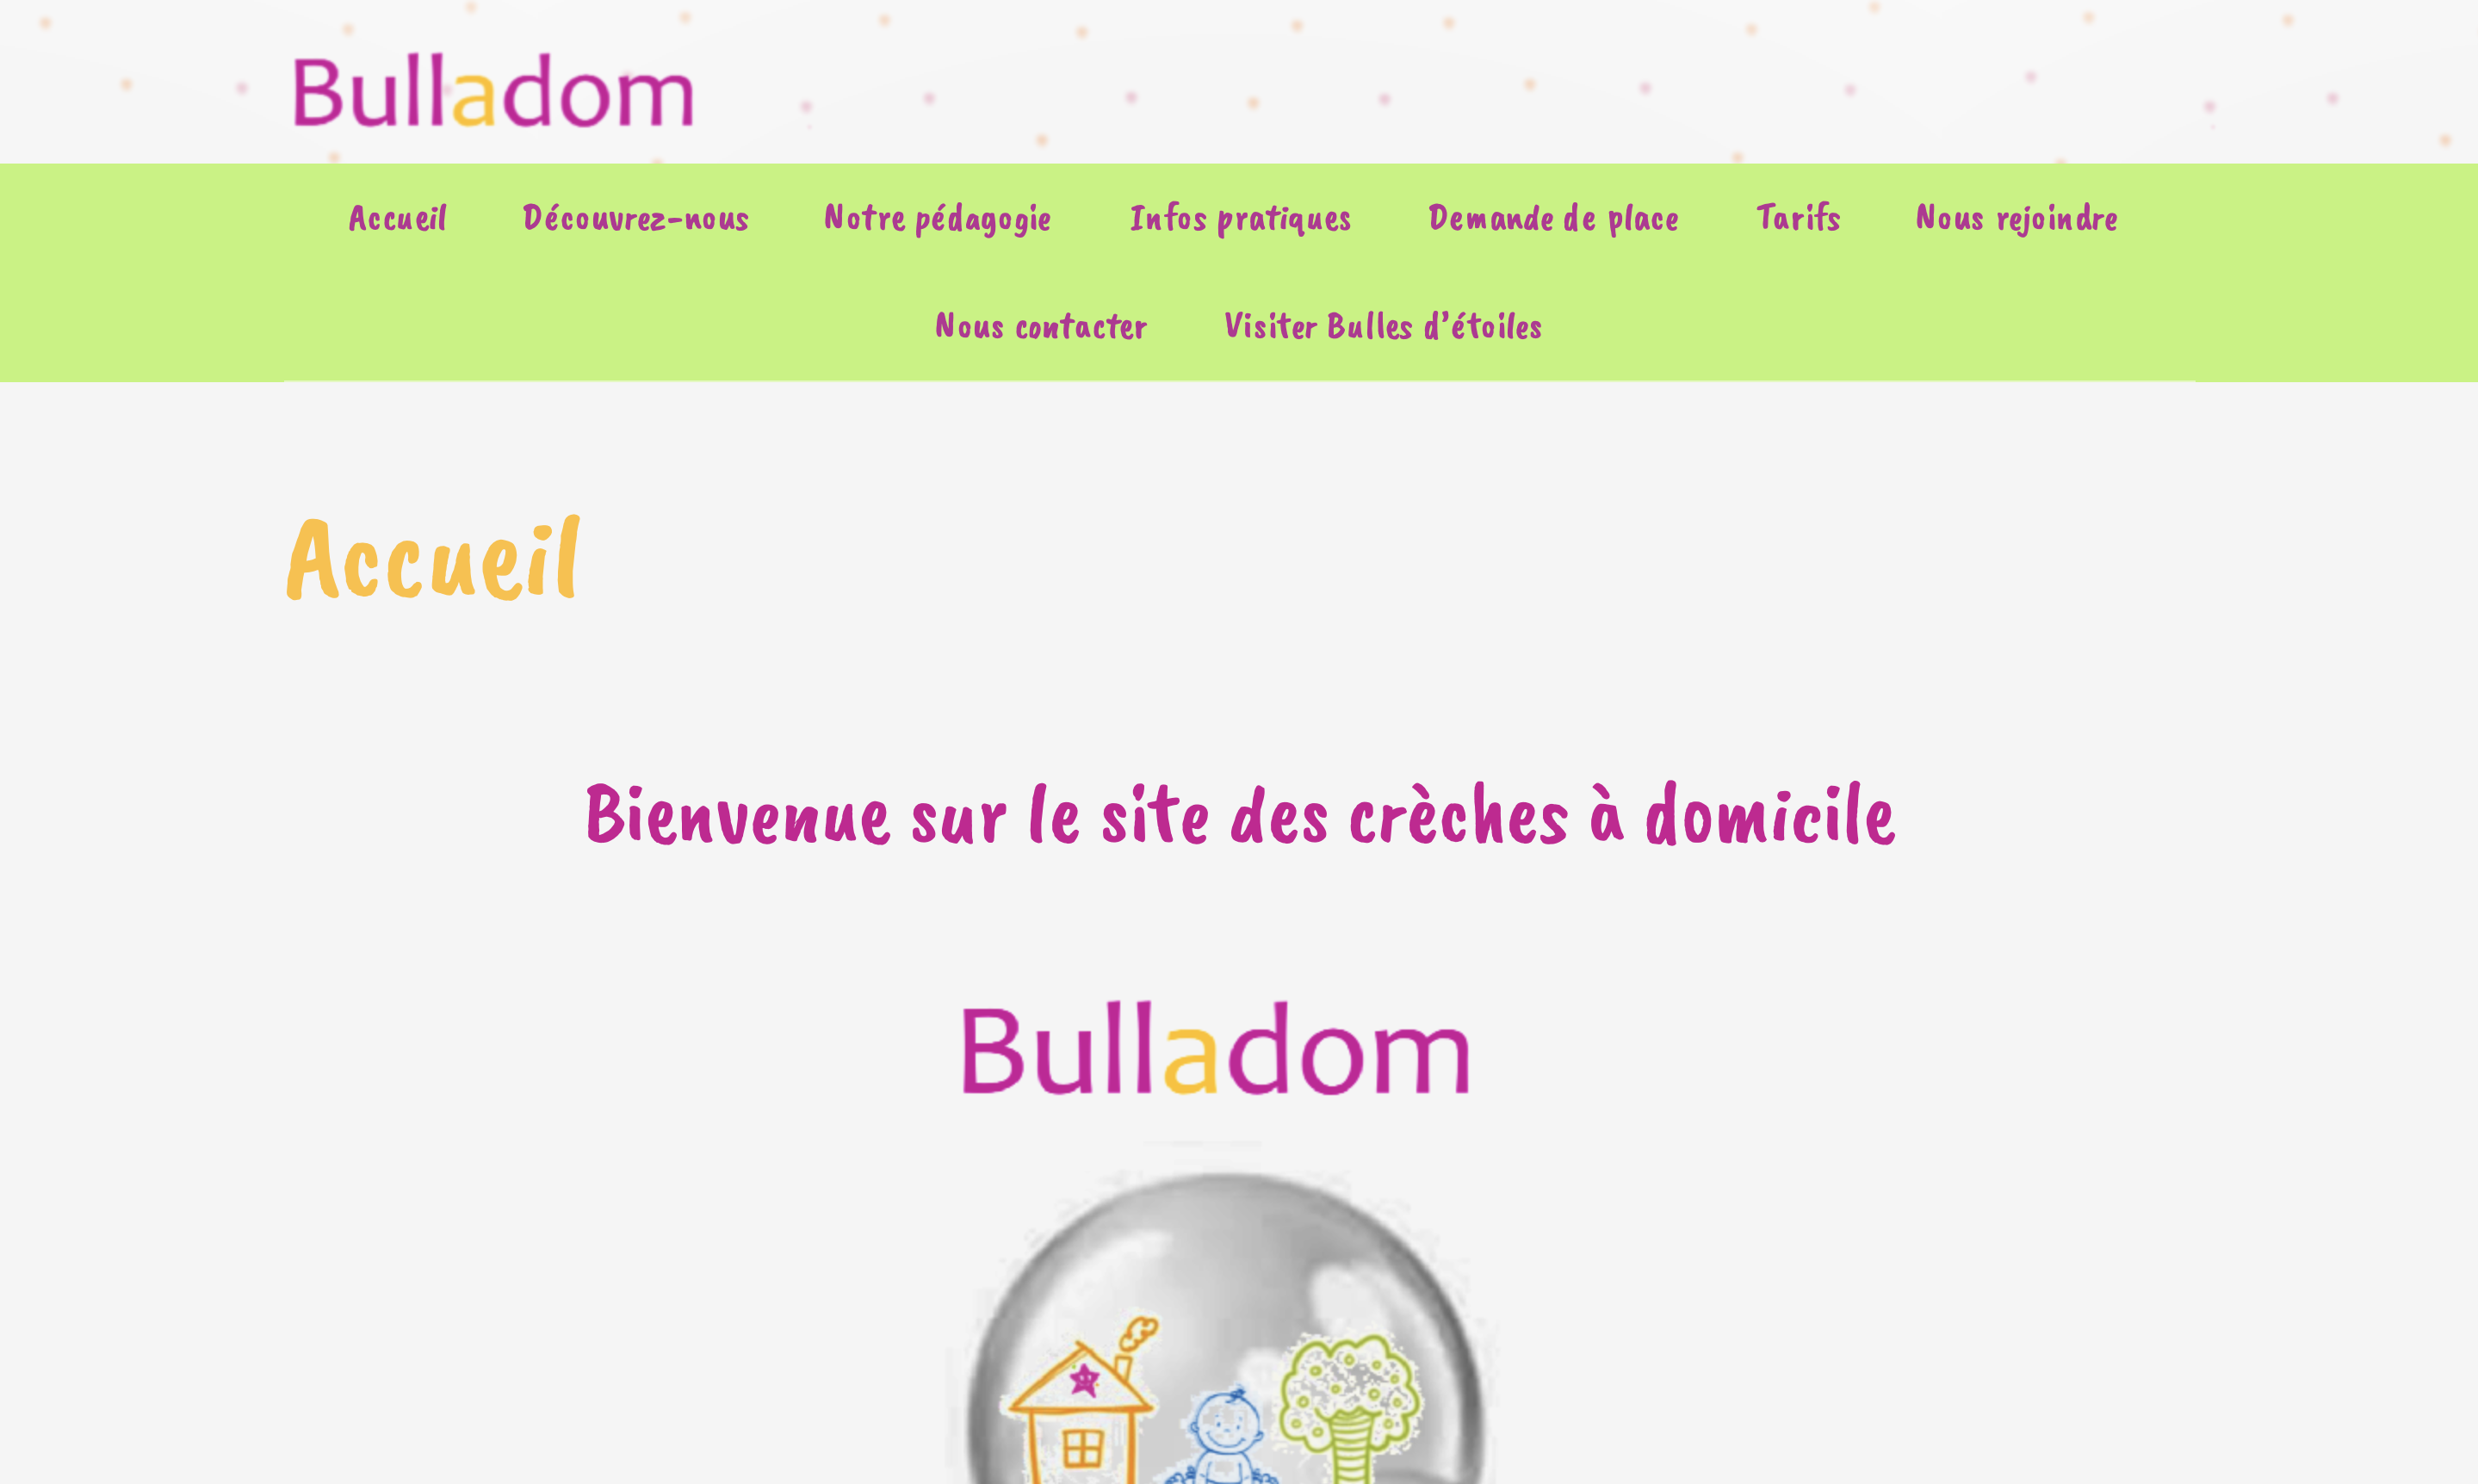 Bulladom
Accueil Découvrez-nous Notre pédagogie Infos pratiques Demande de place Tarifs Nous rejoindre
Nous contacter Visiter Bulles d'étoiles
Accueil
Bienvenue sur le site des crèches à domicile
Bulladom